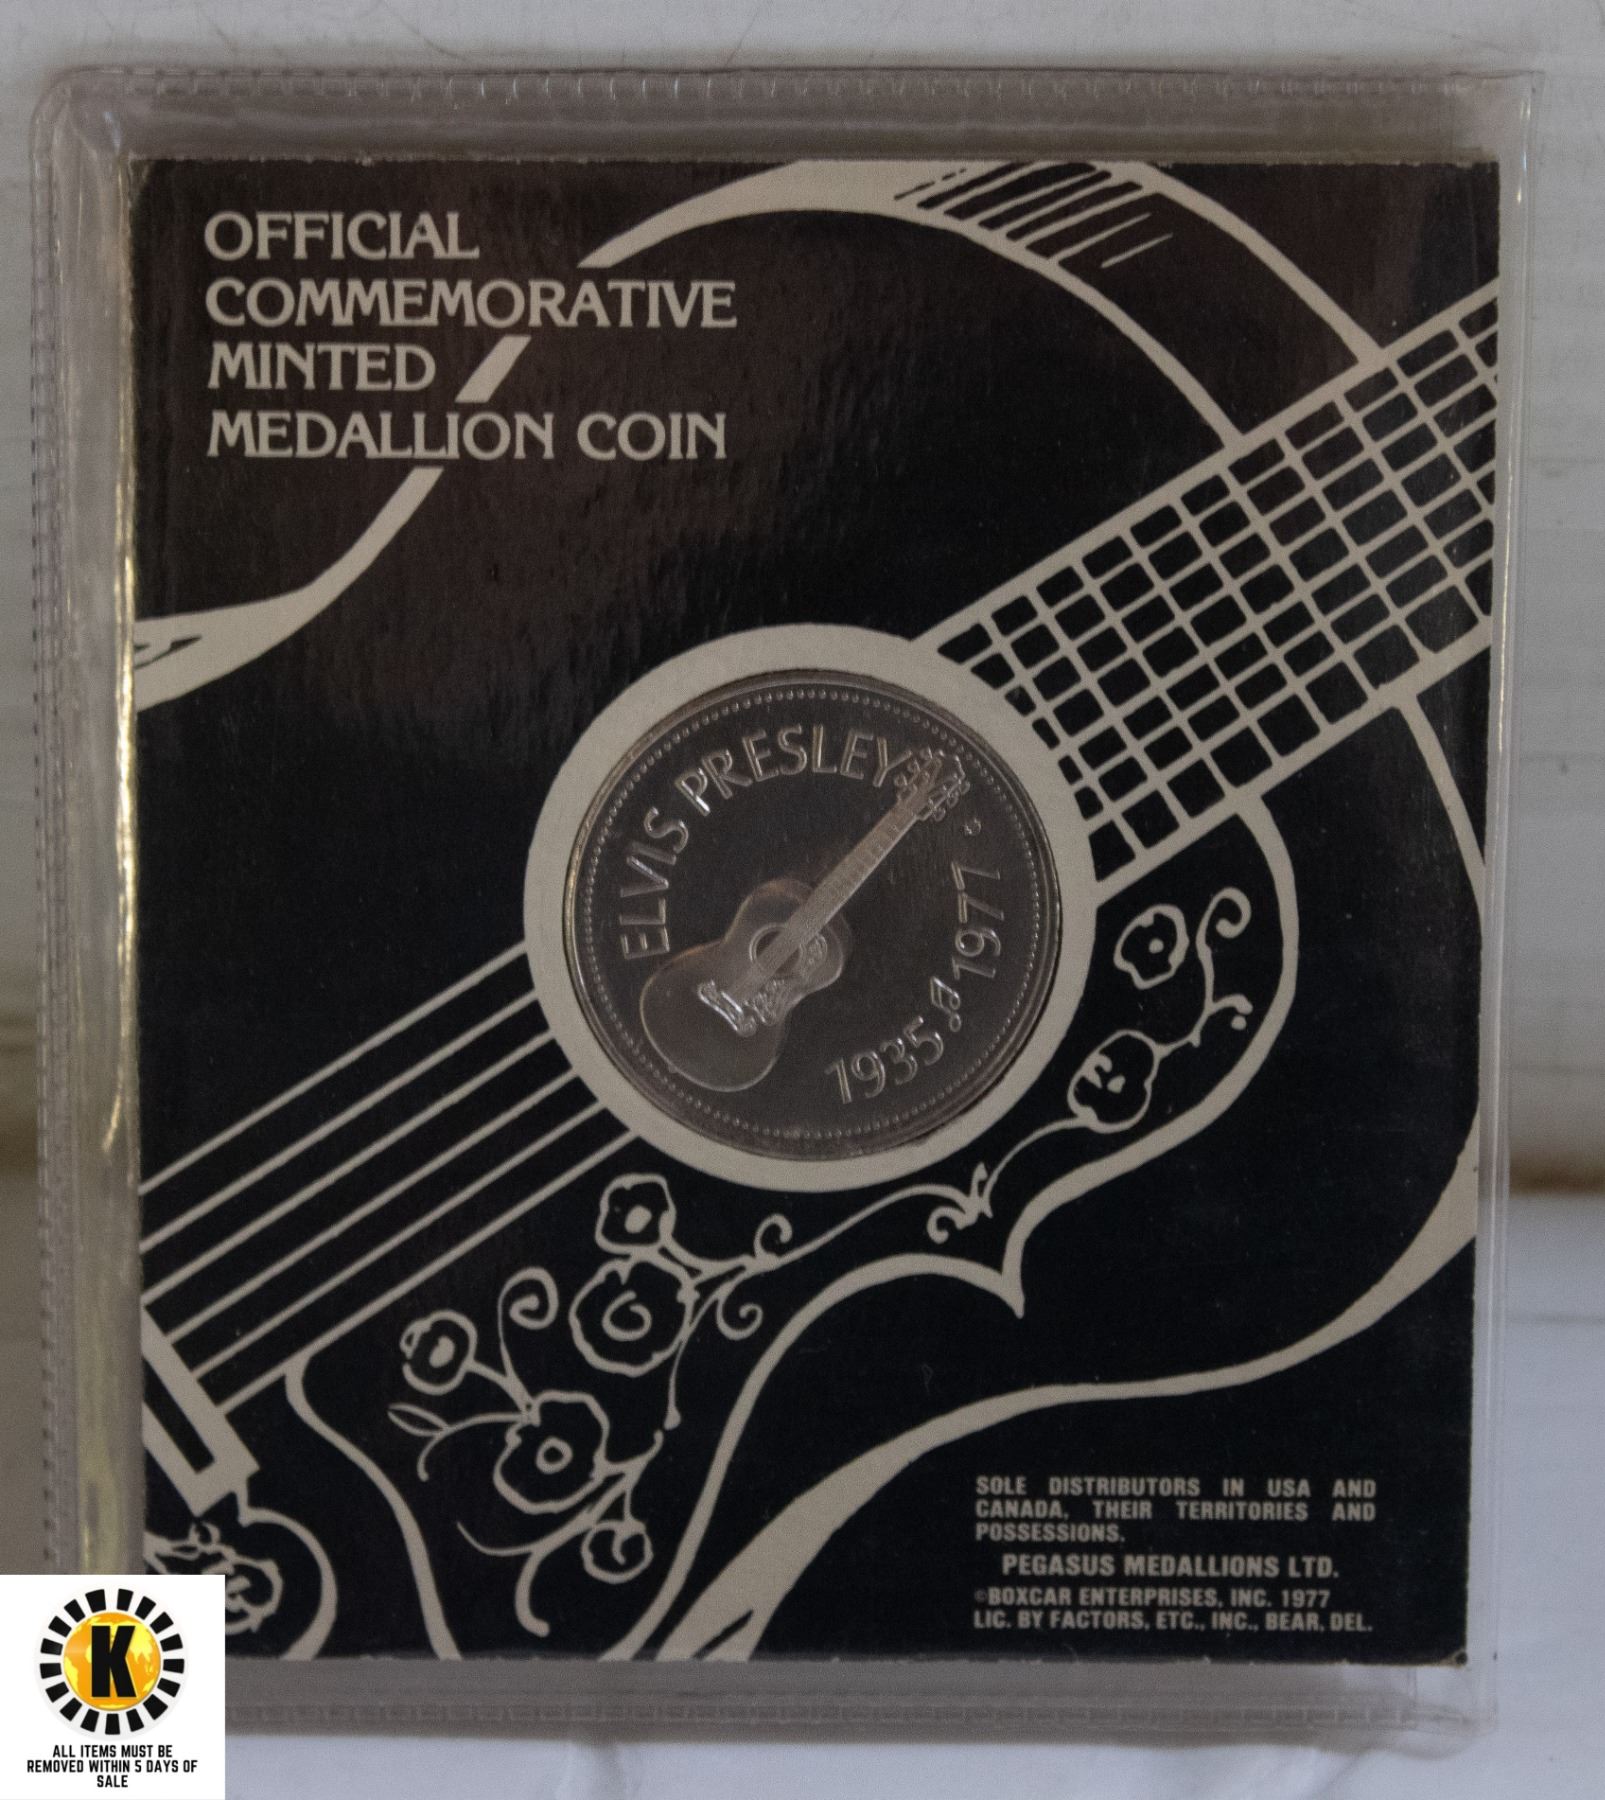 OFFICIAL
COMMEMORATIVE
MINTED
MEDALLION COIN
ELVIS PRESLEY
1935 1977
SOLE DISTRIBUTORS IN USA AND
CANADA, THEIR TERRITORIES AND
POSSESSIONS.
PEGASUS MEDALLIONS LTD.
©BOXCAR ENTERPRISES, INC. 1977
LIC. BY FACTORS, ETC., INC., BEAR, DEL.
K
ALL ITEMS MUST BE
REMOVED WITHIN 5 DAYS OF
SALE